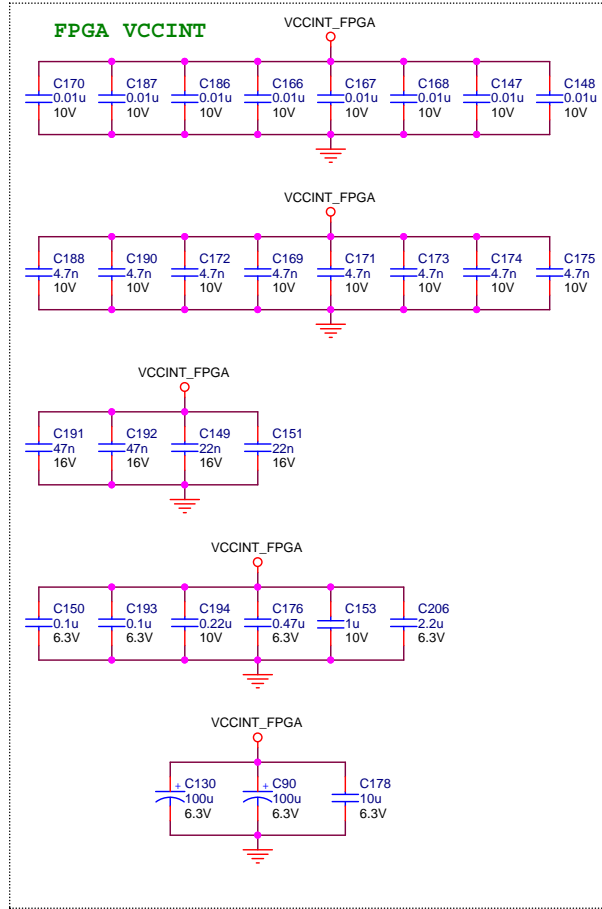 FPGA VCCINT
VCCINT_FPGA
C170 C187 C186 C166 C167 C168 C147 C148
0.01u 0.01u 0.01u 0.01u 0.01u 0.01u 0.01u 0.01u
10V 10V 10V 10V 10V 10V 10V 10V
VCCINT_FPGA
C188 C190 C172 C169 C171 C173 C174 C175
4.7n 4.7n 4.7n 4.7n 4.7n 4.7n 4.7n 4.7n
10V 10V 10V 10V 10V 10V 10V 10V
VCCINT_FPGA
C191 C192 C149 C151
47n 47n 22n 22n
16V 16V 16V 16V
VCCINT_FPGA
C150 C193 C194 C176 C153 C206
0.1u 0.1u 0.22u 0.47u 1u 2.2u
6.3V 6.3V 10V 6.3V 10V 6.3V
VCCINT_FPGA
+ C130 + C90 C178
100u 100u 10u
6.3V 6.3V 6.3V